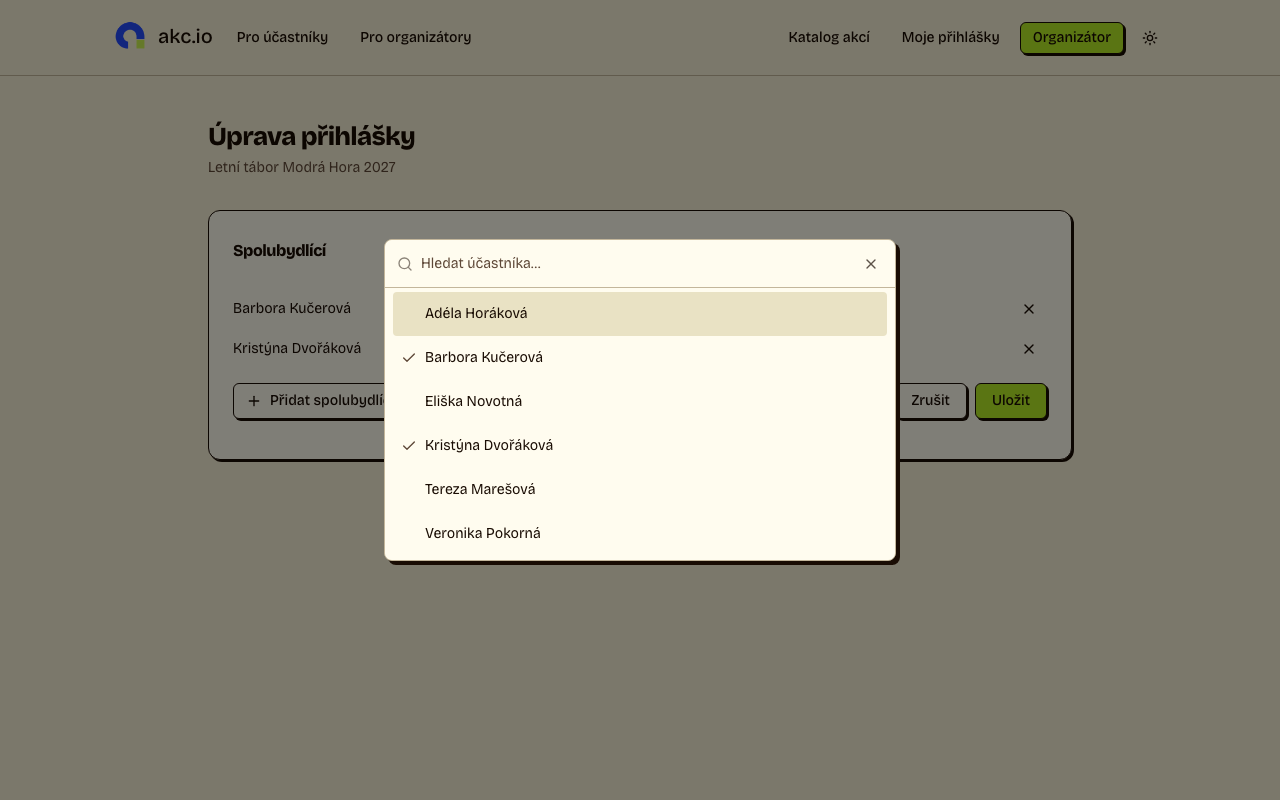 akc.io Pro účastníky Pro organizátory Katalog akcí Moje přihlášky Organizátor
Úprava přihlášky
Letní tábor Modrá Hora 2027
Spolubydlící
Barbora Kučerová
Kristýna Dvořáková
Přidat spolubydlí
Zrušit Uložit
Hledat účastníka...
Adéla Horáková
Barbora Kučerová
Eliška Novotná
Kristýna Dvořáková
Tereza Marešová
Veronika Pokorná